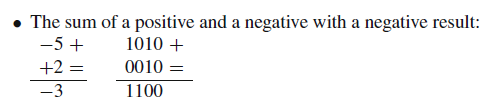 • The sum of a positive and a negative with a negative result:
−5 + 1010 +
+2 = 0010 =
−3 1100